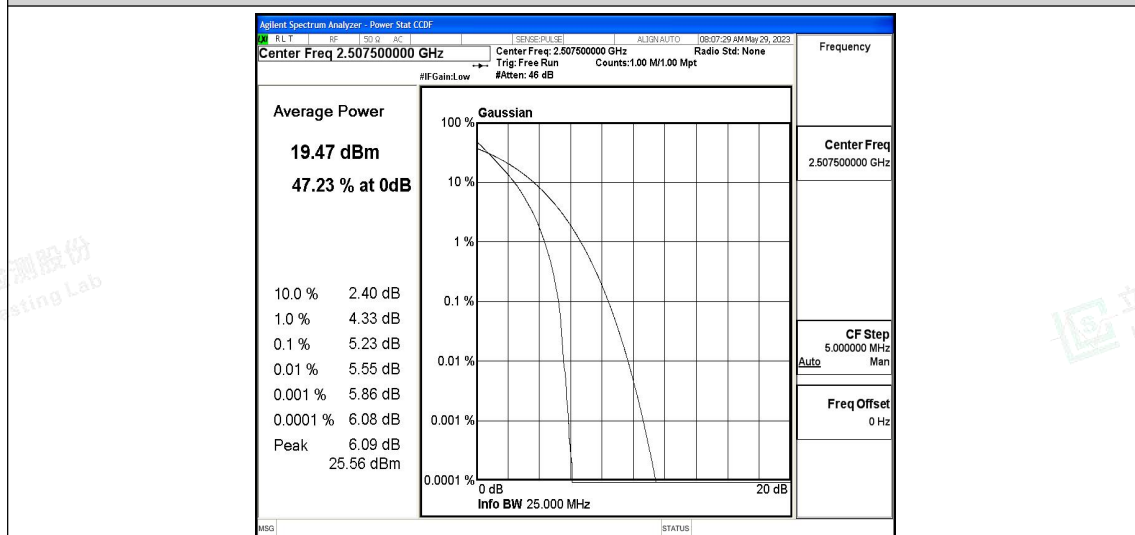 Agilent Spectrum Analyzer - Power Stat CCDF
LXI RLT RF 50 Ω AC SENSE:PULSE ALIGN AUTO 08:07:29 AM May 29, 2023
Center Freq 2.507500000 GHz
Center Freq: 2.507500000 GHz Radio Std: None
Trig: Free Run Counts:1.00 M/1.00 Mpt
#IFGain:Low #Atten: 46 dB
Frequency
Average Power
19.47 dBm
47.23 % at 0dB
10.0 % 2.40 dB
1.0 % 4.33 dB
0.1 % 5.23 dB
0.01 % 5.55 dB
0.001 % 5.86 dB
0.0001 % 6.08 dB
Peak 6.09 dB
25.56 dBm
Gaussian
100 %
10 %
1 %
0.1 %
0.01 %
0.001 %
0.0001 %
0 dB 20 dB
Info BW 25.000 MHz
Center Freq
2.507500000 GHz
CF Step
5.000000 MHz
Auto Man
Freq Offset
0 Hz
MSG STATUS
测股份
sting Lab
立